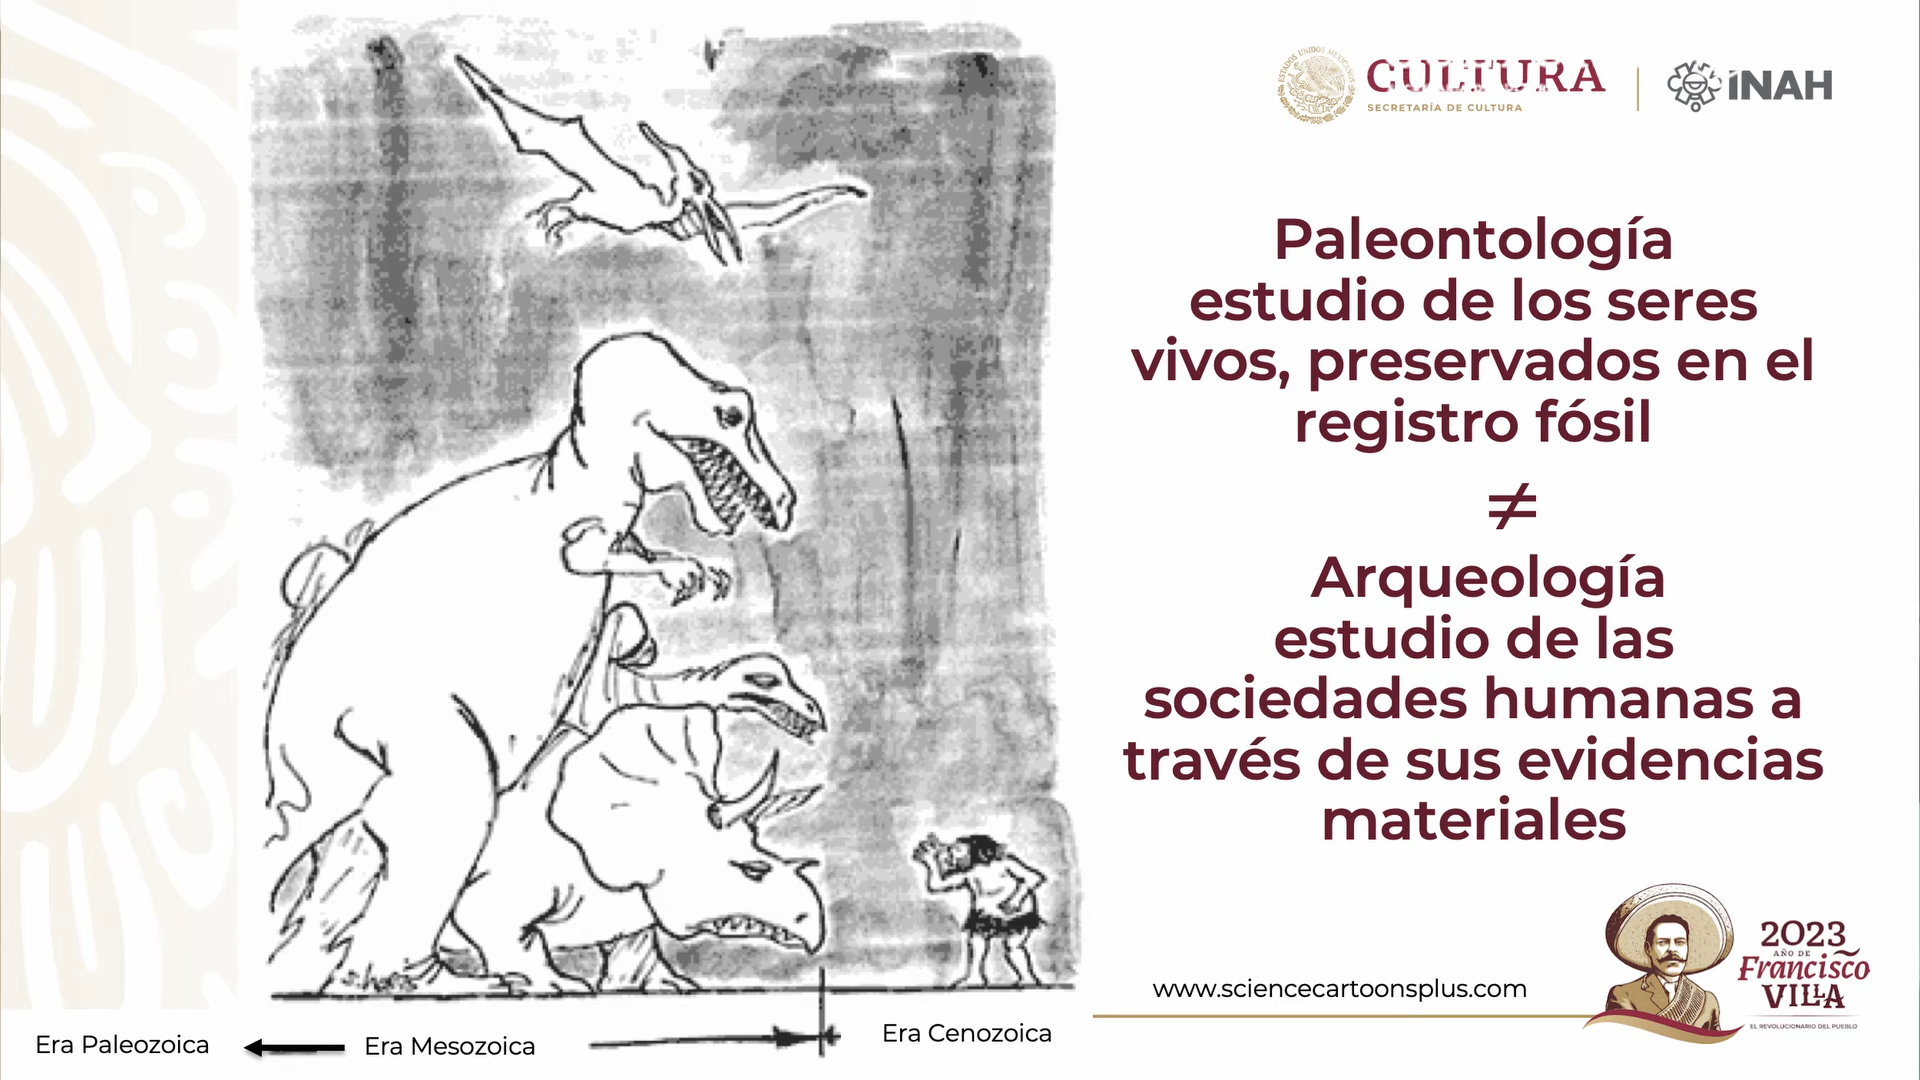 CULTURA
SECRETARÍA DE CULTURA
INAH
Paleontología
estudio de los seres
vivos, preservados en el
registro fósil
≠
Arqueología
estudio de las
sociedades humanas a
través de sus evidencias
materiales
www.sciencecartoonsplus.com
2023
AÑO DE
Francisco
VILLA
EL REVOLUCIONARIO DEL PUEBLO
Era Paleozoica
Era Mesozoica
Era Cenozoica